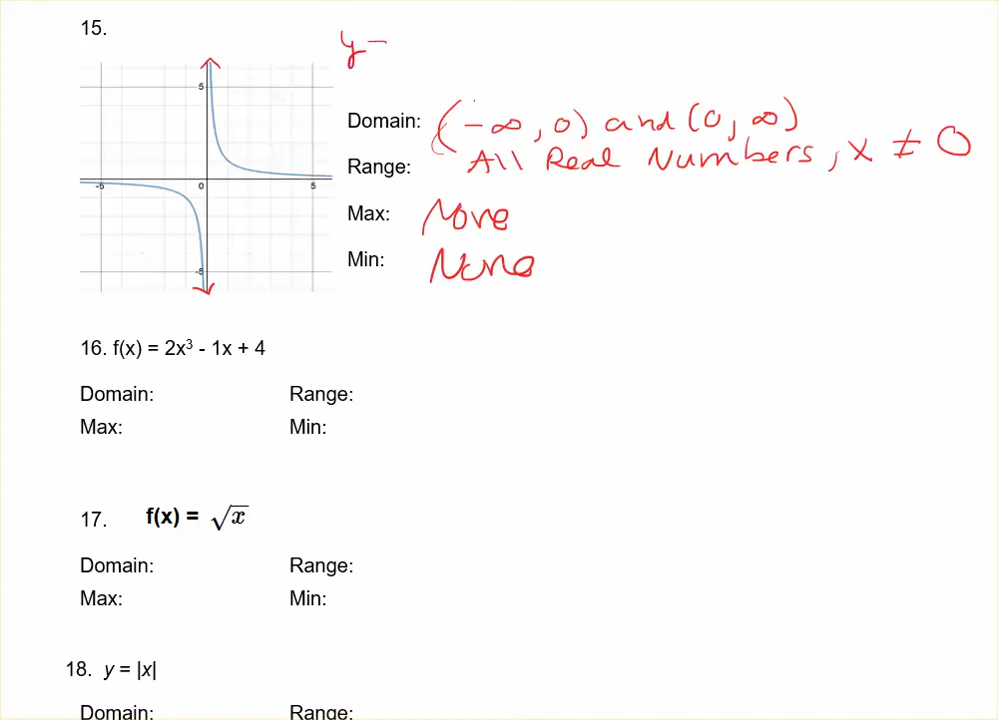 15.
y =
5
-5
0
5
-5
Domain: (-∞, 0) and (0, ∞)
Range: All Real Numbers, x ≠ 0
Max: None
Min: None
16. f(x) = 2x³ - 1x + 4
Domain: Range:
Max: Min:
17. f(x) = √x
Domain: Range:
Max: Min:
18. y = |x|
Domain: Range: